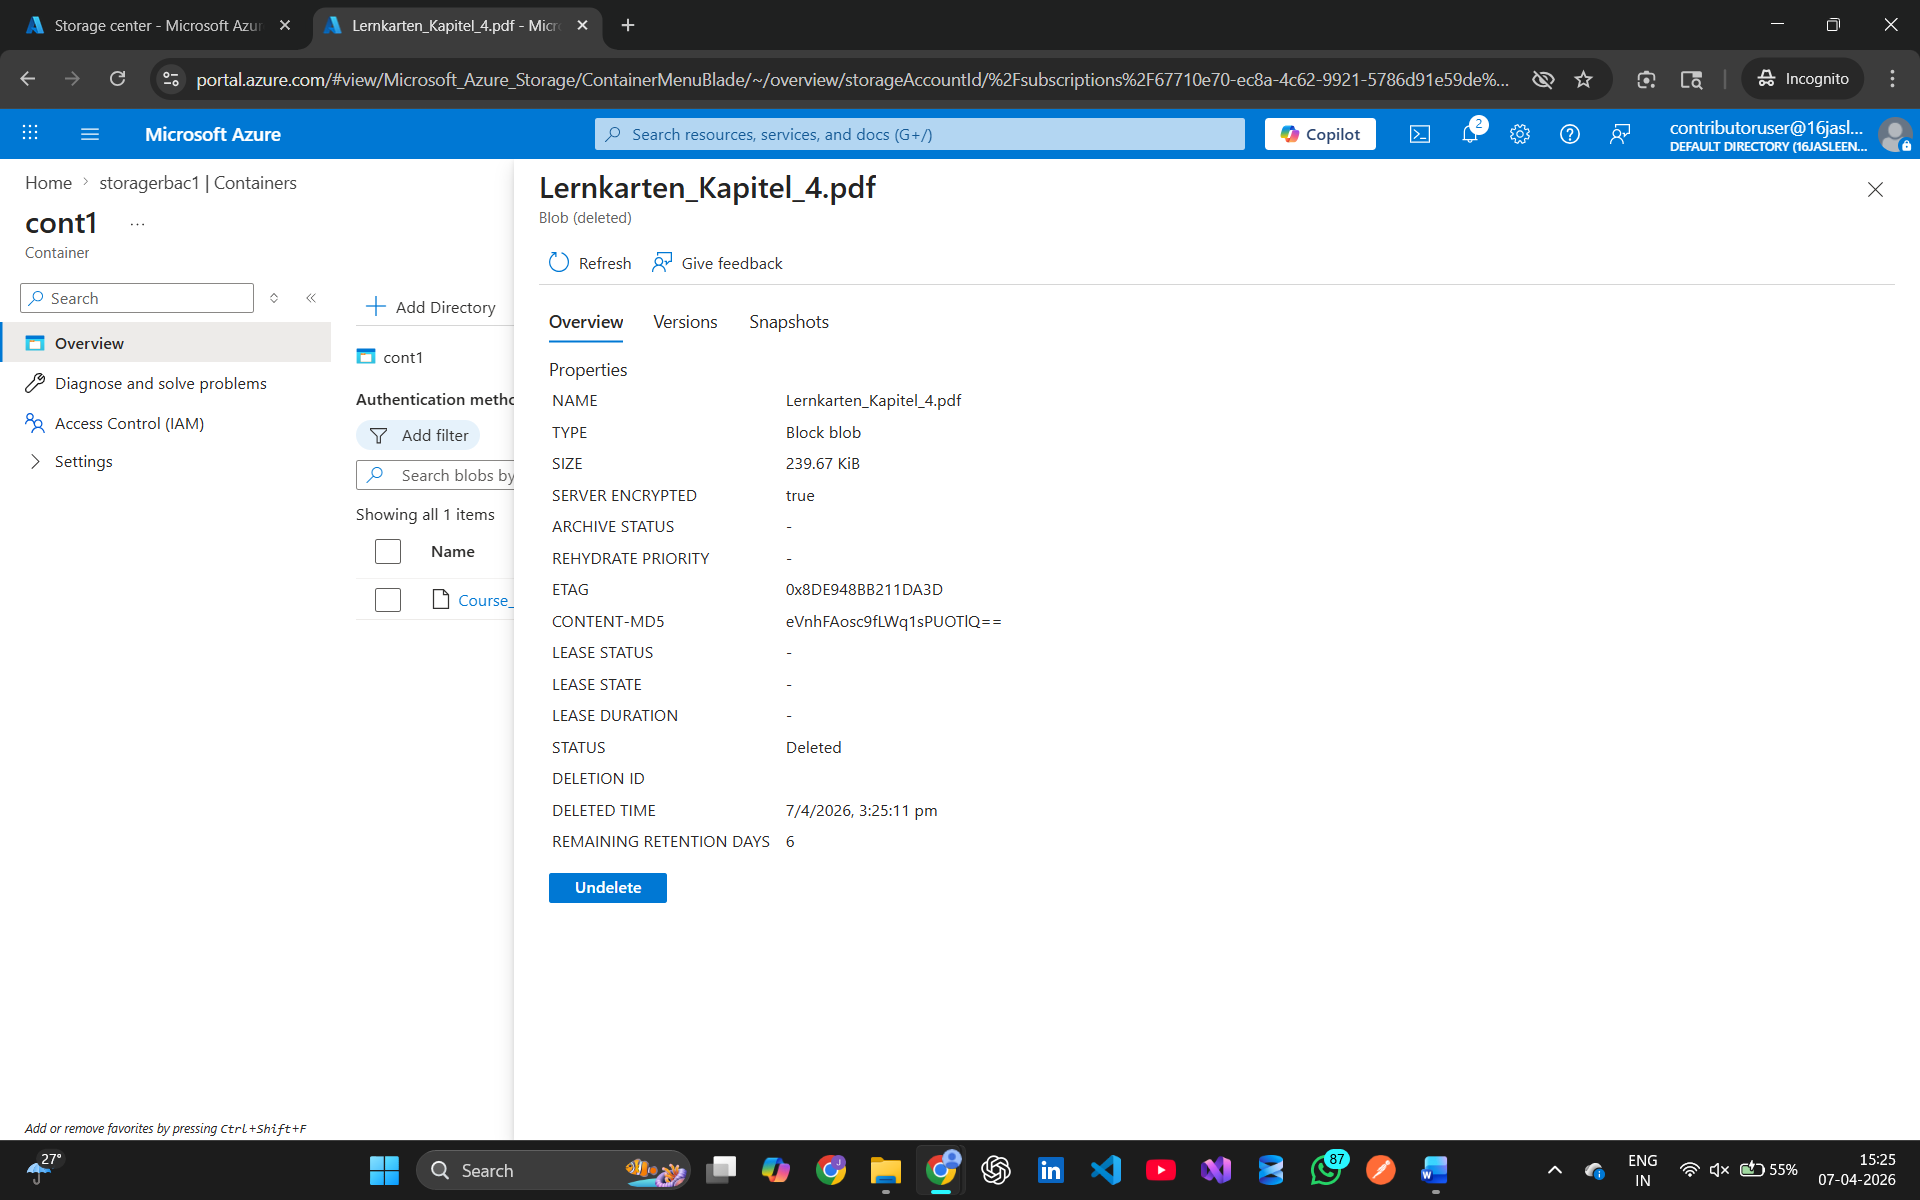 Storage center - Microsoft Azu
Lernkarten_Kapitel_4.pdf - Micr
portal.azure.com/#view/Microsoft_Azure_Storage/ContainerMenuBlade/~/overview/storageAccountId/%2Fsubscriptions%2F67710e70-ec8a-4c62-9921-5786d91e59de%...
Incognito
Microsoft Azure
Search resources, services, and docs (G+/)
Copilot
2
contributoruser@16jasl...
DEFAULT DIRECTORY (16JASLEEN...
Home
storagerbac1 | Containers
cont1
...
Container
Search
Overview
Diagnose and solve problems
Access Control (IAM)
Settings
Add or remove favorites by pressing Ctrl+Shift+F
Add Directory
cont1
Authentication metho
Add filter
Search blobs by
Showing all 1 items
Name
Course_
Lernkarten_Kapitel_4.pdf
Blob (deleted)
Refresh
Give feedback
Overview
Versions
Snapshots
Properties
NAME Lernkarten_Kapitel_4.pdf
TYPE Block blob
SIZE 239.67 KiB
SERVER ENCRYPTED true
ARCHIVE STATUS -
REHYDRATE PRIORITY -
ETAG 0x8DE948BB211DA3D
CONTENT-MD5 eVnhFAosc9fLWq1sPUOTlQ==
LEASE STATUS -
LEASE STATE -
LEASE DURATION -
STATUS Deleted
DELETION ID
DELETED TIME 7/4/2026, 3:25:11 pm
REMAINING RETENTION DAYS 6
Undelete
27°
Search
87
ENG
IN
55%
15:25
07-04-2026